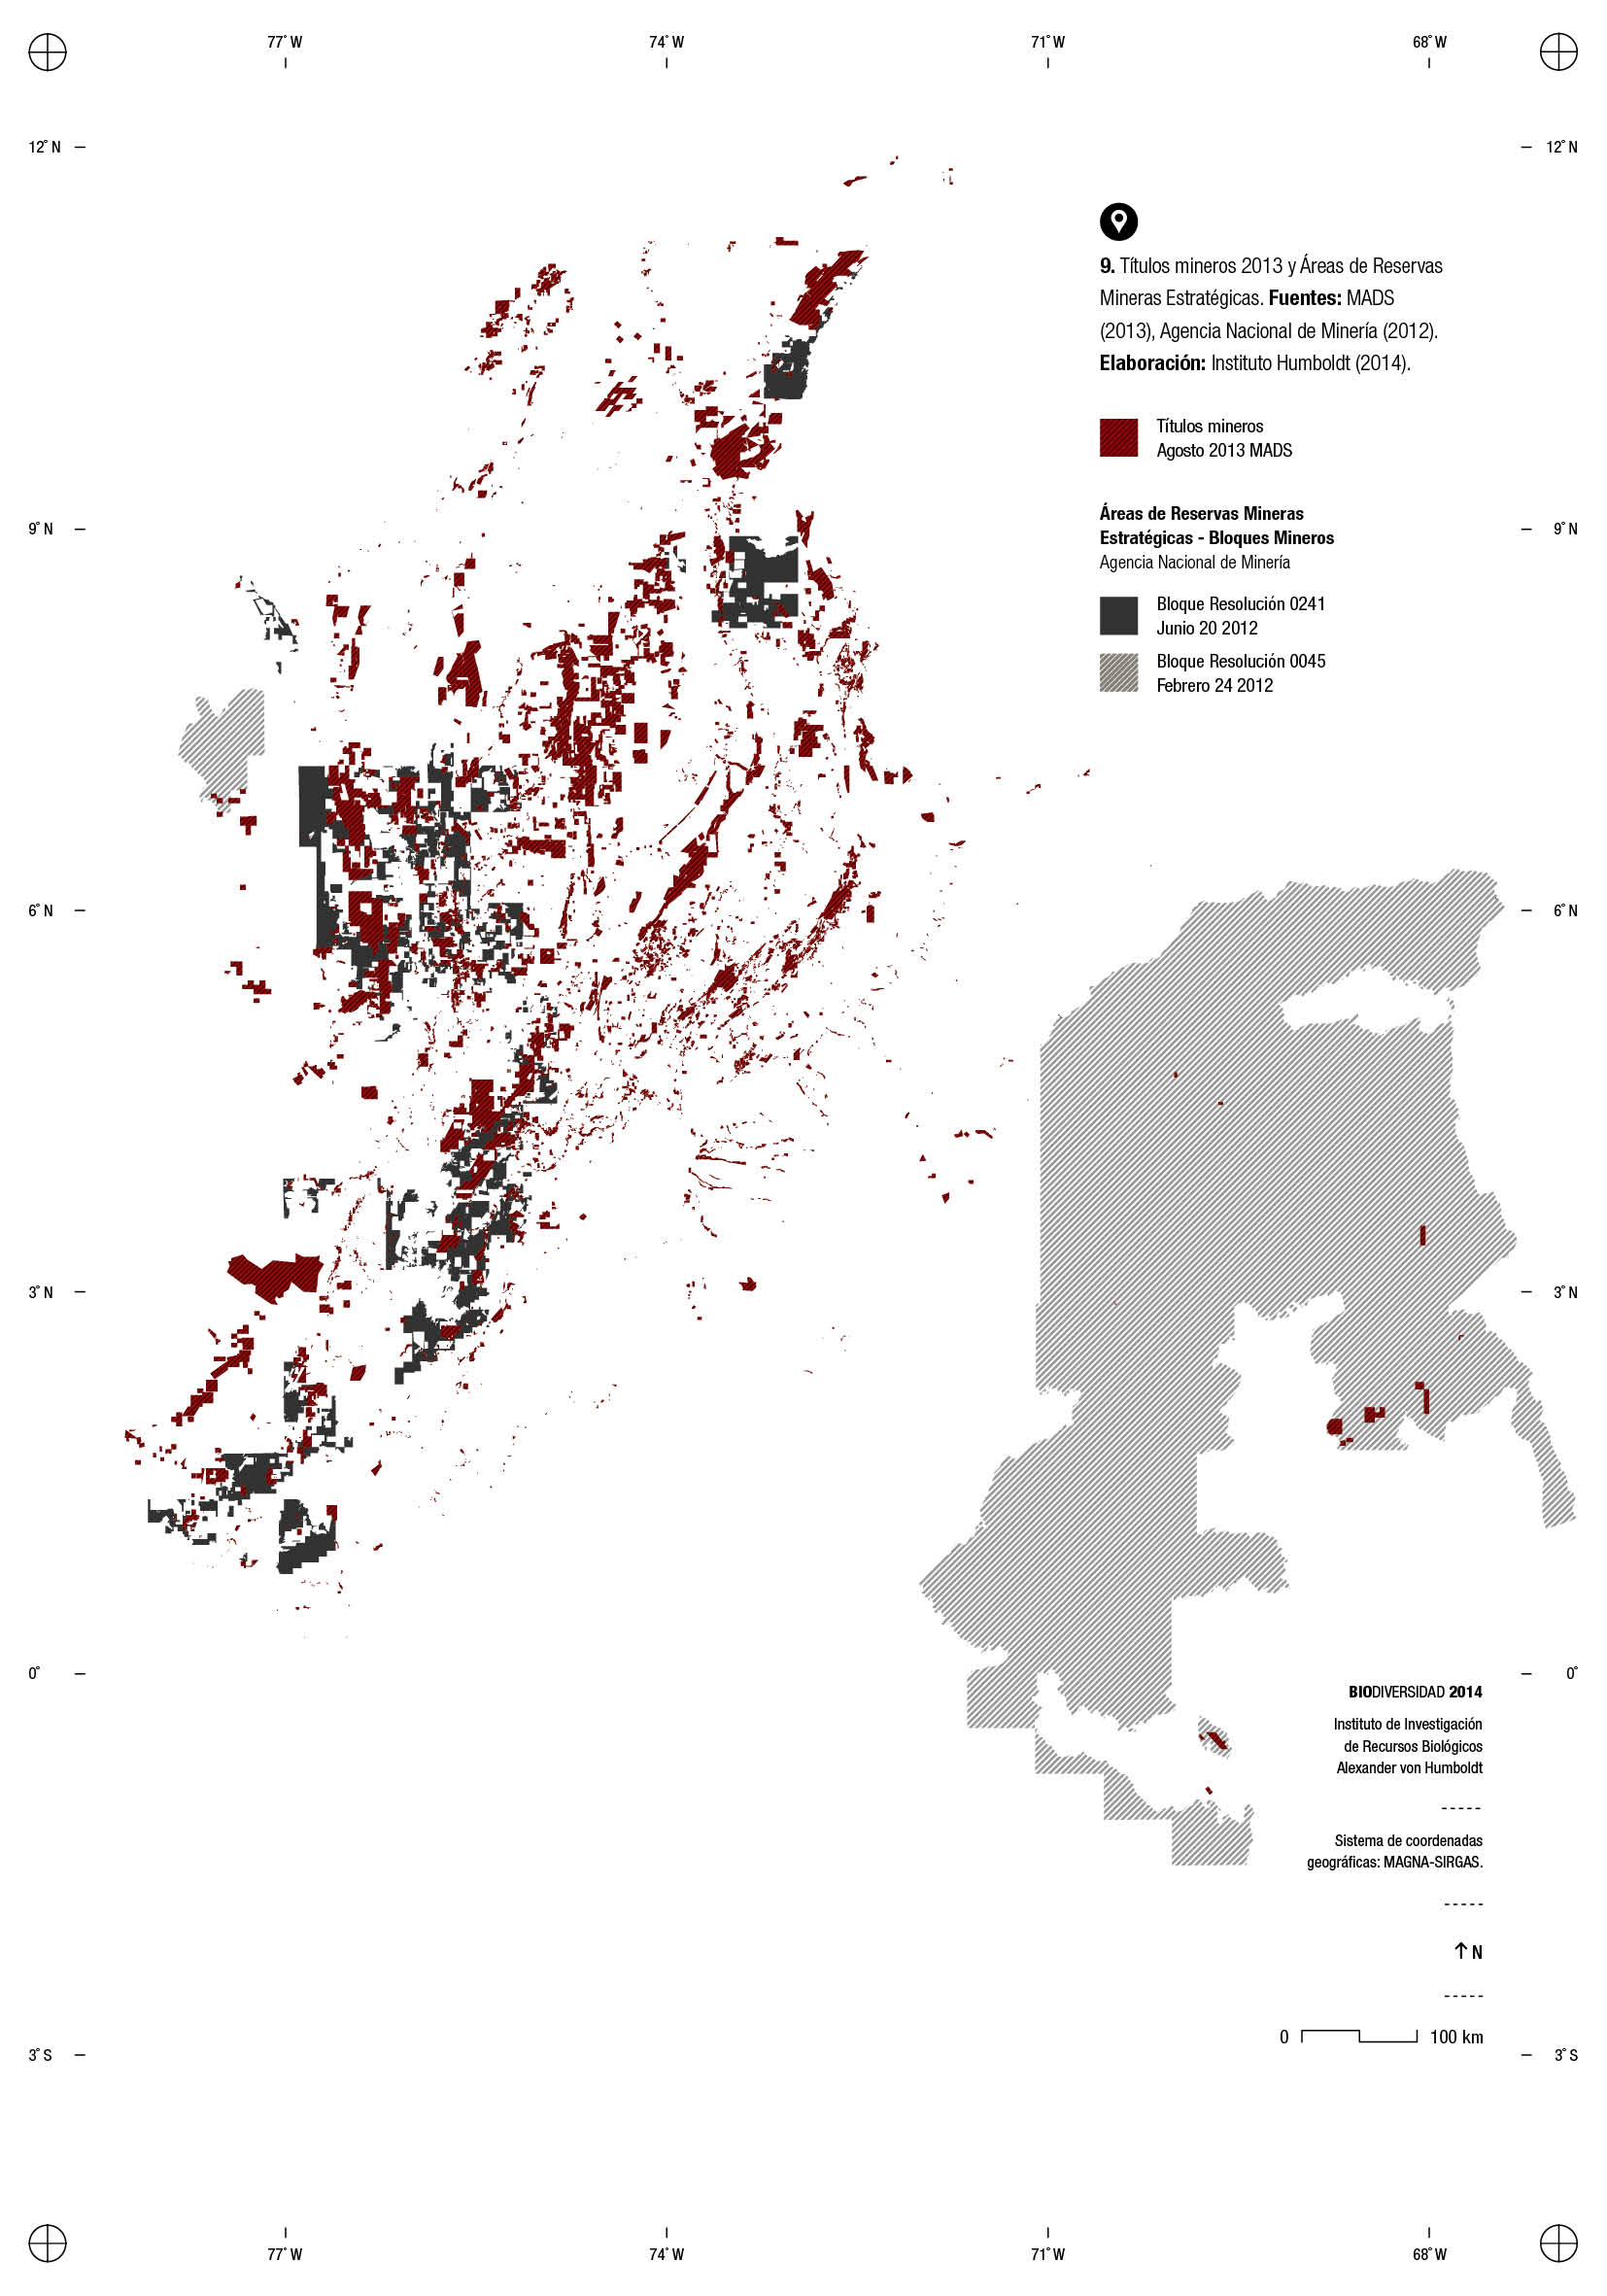 77° W
74° W
71° W
68° W
12° N
12° N
9. Títulos mineros 2013 y Áreas de Reservas
Mineras Estratégicas. Fuentes: MADS
(2013), Agencia Nacional de Minería (2012).
Elaboración: Instituto Humboldt (2014).
Títulos mineros
Agosto 2013 MADS
Áreas de Reservas Mineras
Estratégicas - Bloques Mineros
Agencia Nacional de Minería
9° N
9° N
Bloque Resolución 0241
Junio 20 2012
Bloque Resolución 0045
Febrero 24 2012
6° N
6° N
3° N
3° N
0°
0°
BIODIVERSIDAD 2014
Instituto de Investigación
de Recursos Biológicos
Alexander von Humboldt
Sistema de coordenadas
geográficas: MAGNA-SIRGAS.
N
0 100 km
3° S
3° S
77° W
74° W
71° W
68° W